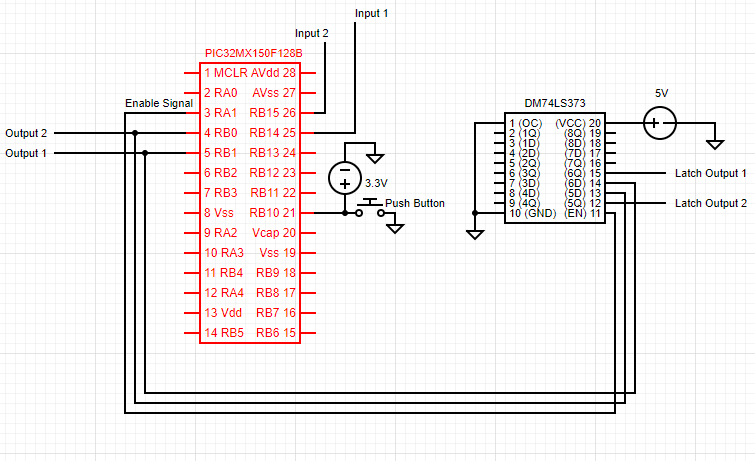 Input 1
Input 2
PIC32MX150F128B
1 MCLR AVdd 28
2 RA0 AVss 27
Enable Signal 3 RA1 RB15 26
Output 2 4 RB0 RB14 25
Output 1 5 RB1 RB13 24
6 RB2 RB12 23
7 RB3 RB11 22
8 Vss RB10 21
9 RA2 Vcap 20
10 RA3 Vss 19
11 RB4 RB9 18
12 RA4 RB8 17
13 Vdd RB7 16
14 RB5 RB6 15
3.3V
Push Button
DM74LS373
5V
1 (OC) (VCC) 20
2 (1Q) (8Q) 19
3 (1D) (8D) 18
4 (2D) (7D) 17
5 (2Q) (7Q) 16
6 (3Q) (6Q) 15 Latch Output 1
7 (3D) (6D) 14
8 (4D) (5D) 13
9 (4Q) (5Q) 12 Latch Output 2
10 (GND) (EN) 11